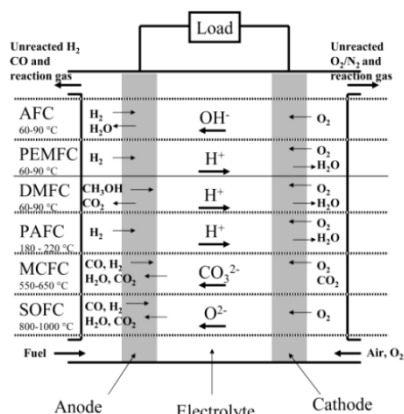 Load
Unreacted H2
CO and
reaction gas
Unreacted
O2/N2 and
reaction gas
AFC
60-90 °C
H2
H2O
OH-
O2
PEMFC
60-90 °C
H2
H+
O2
H2O
DMFC
60-90 °C
CH3OH
CO2
H+
O2
H2O
PAFC
180 - 220 °C
H2
H+
O2
H2O
MCFC
550-650 °C
CO, H2
H2O, CO2
CO3 2-
O2
CO2
SOFC
800-1000 °C
CO, H2
H2O, CO2
O2-
O2
Fuel
Air, O2
Anode
Electrolyte
Cathode